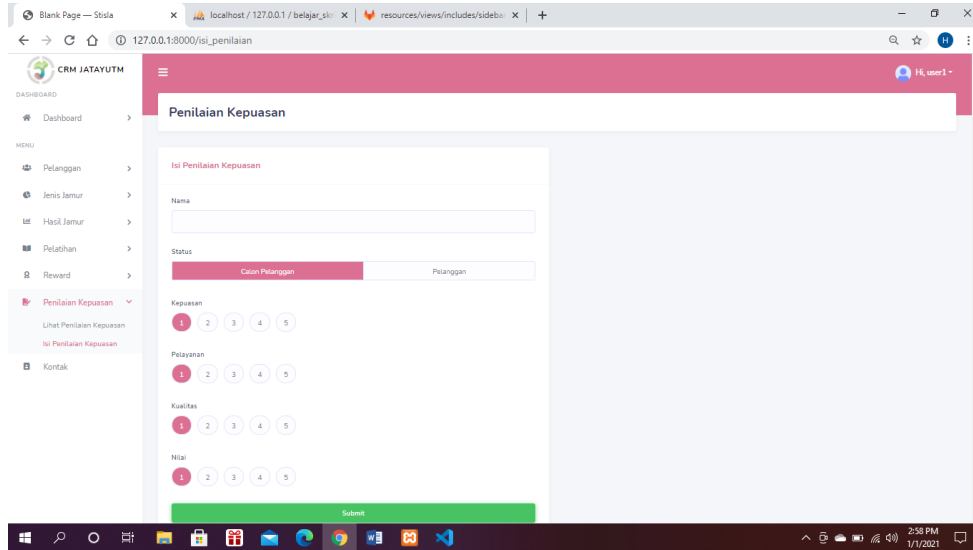 Blank Page — Stisla
localhost / 127.0.0.1 / belajar_skr
resources/views/includes/sideba
127.0.0.1:8000/isi_penilaian
H
CRM JATAYUTM
Hi, user1
DASHBOARD
Dashboard
MENU
Pelanggan
Jenis Jamur
Hasil Jamur
Pelatihan
Reward
Penilaian Kepuasan
Lihat Penilaian Kepuasan
Isi Penilaian Kepuasan
Kontak
Penilaian Kepuasan
Isi Penilaian Kepuasan
Nama
Status
Calon Pelanggan Pelanggan
Kepuasan
1 2 3 4 5
Pelayanan
1 2 3 4 5
Kualitas
1 2 3 4 5
Nilai
1 2 3 4 5
Submit
2:58 PM
1/1/2021